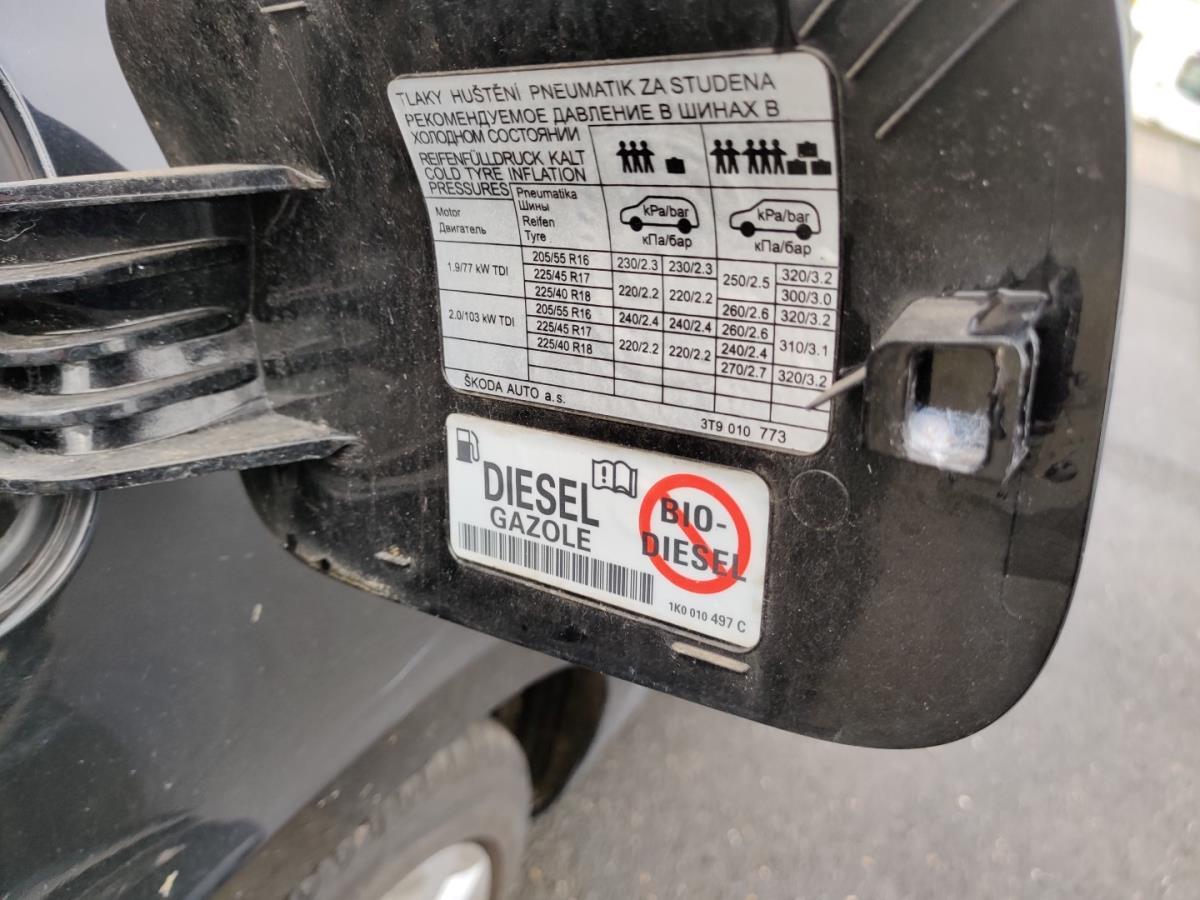 TLAKY HUŠTĚNÍ PNEUMATIK ZA STUDENA
РЕКОМЕНДУЕМОЕ ДАВЛЕНИЕ В ШИНАХ В
ХОЛОДНОМ СОСТОЯНИИ
REIFENFÜLLDRUCK KALT
COLD TYRE INFLATION
PRESSURES
Motor
Двигатель
Pneumatika
Шины
Reifen
Tyre
kPa/bar
кПа/бар
kPa/bar
кПа/бар
1.9/77 kW TDI
205/55 R16 230/2.3 230/2.3 250/2.5 320/3.2
225/45 R17 220/2.2 220/2.2 300/3.0
225/40 R18 260/2.6 320/3.2
2.0/103 kW TDI
205/55 R16 240/2.4 240/2.4 260/2.6 310/3.1
225/45 R17 220/2.2 220/2.2 240/2.4
225/40 R18 270/2.7 320/3.2
ŠKODA AUTO a.s.
3T9 010 773
DIESEL
GAZOLE
BIO-
DIESEL
1K0 010 497 C